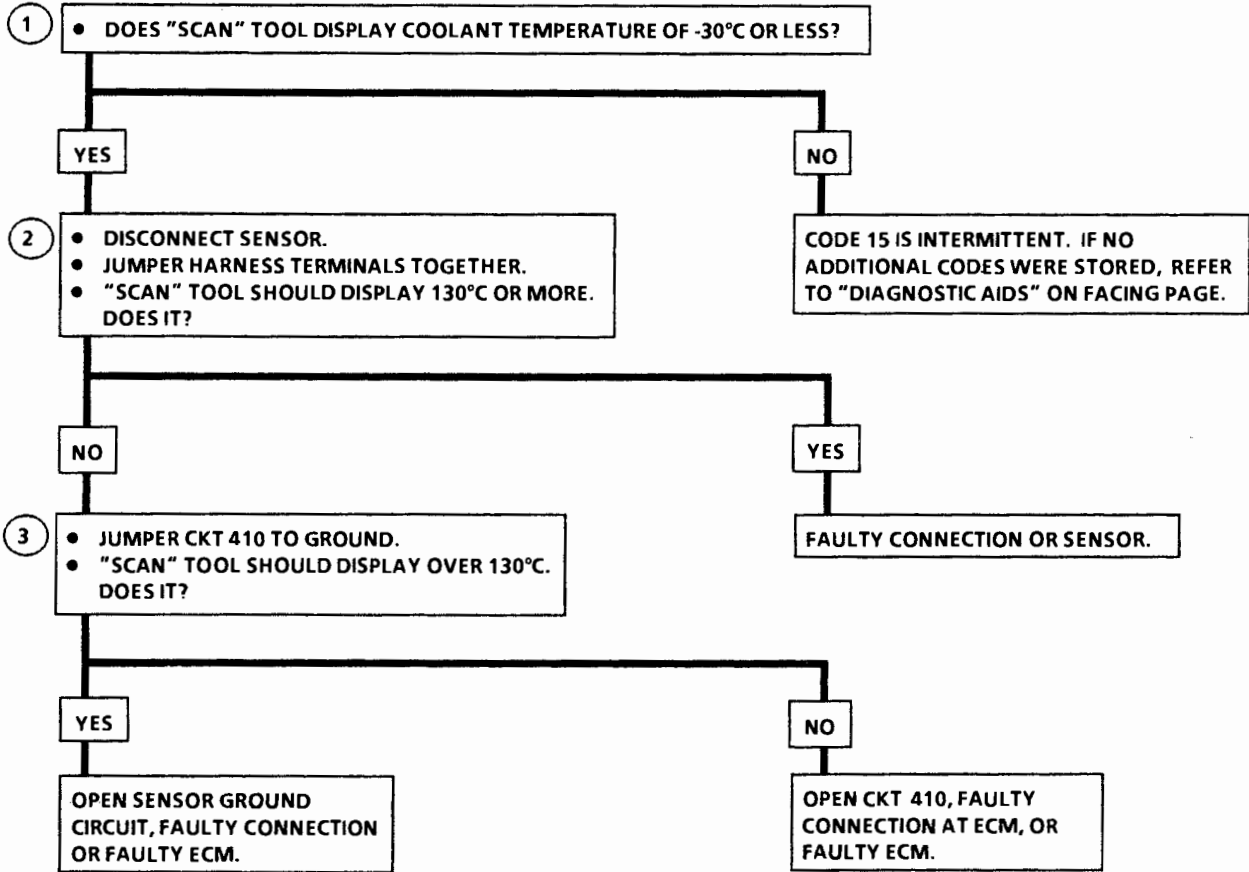 1
• DOES "SCAN" TOOL DISPLAY COOLANT TEMPERATURE OF -30°C OR LESS?
YES
NO
2
• DISCONNECT SENSOR.
• JUMPER HARNESS TERMINALS TOGETHER.
• "SCAN" TOOL SHOULD DISPLAY 130°C OR MORE.
DOES IT?
CODE 15 IS INTERMITTENT. IF NO
ADDITIONAL CODES WERE STORED, REFER
TO "DIAGNOSTIC AIDS" ON FACING PAGE.
NO
YES
3
• JUMPER CKT 410 TO GROUND.
• "SCAN" TOOL SHOULD DISPLAY OVER 130°C.
DOES IT?
FAULTY CONNECTION OR SENSOR.
YES
NO
OPEN SENSOR GROUND
CIRCUIT, FAULTY CONNECTION
OR FAULTY ECM.
OPEN CKT 410, FAULTY
CONNECTION AT ECM, OR
FAULTY ECM.